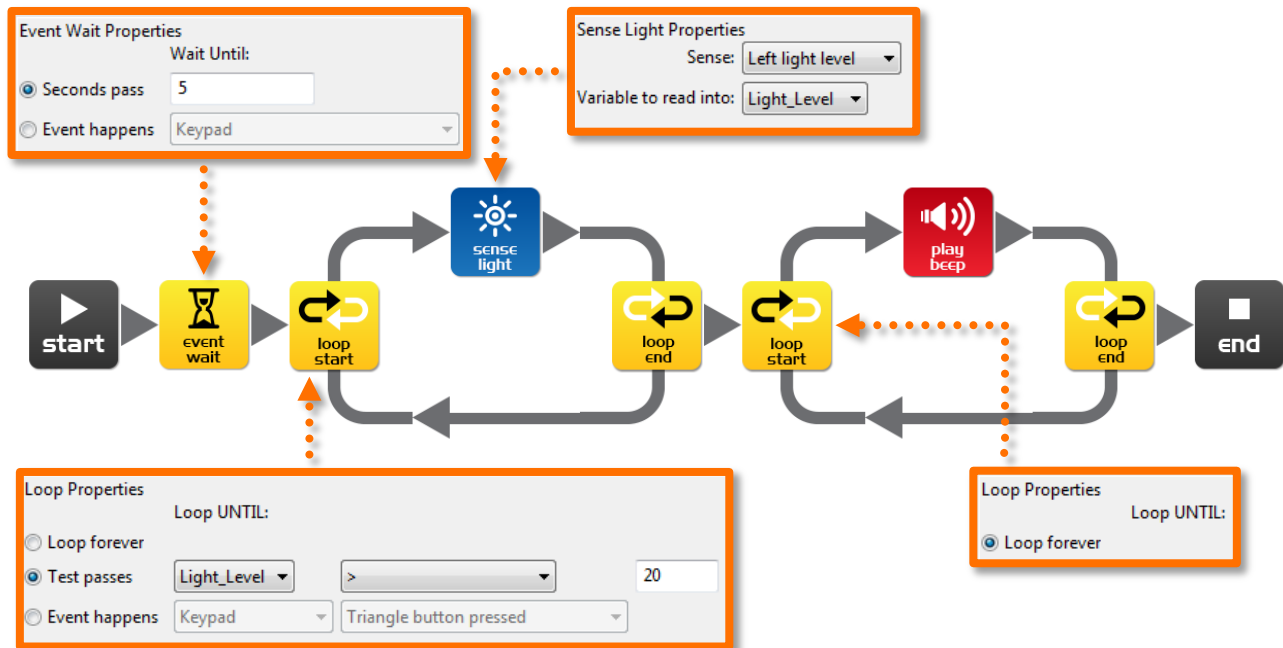 Event Wait Properties
Wait Until:
Seconds pass 5
Event happens Keypad
Sense Light Properties
Sense: Left light level
Variable to read into: Light_Level
start
event
wait
loop
start
sense
light
loop
end
loop
start
play
beep
loop
end
end
Loop Properties
Loop UNTIL:
Loop forever
Test passes Light_Level > 20
Event happens Keypad Triangle button pressed
Loop Properties
Loop UNTIL:
Loop forever